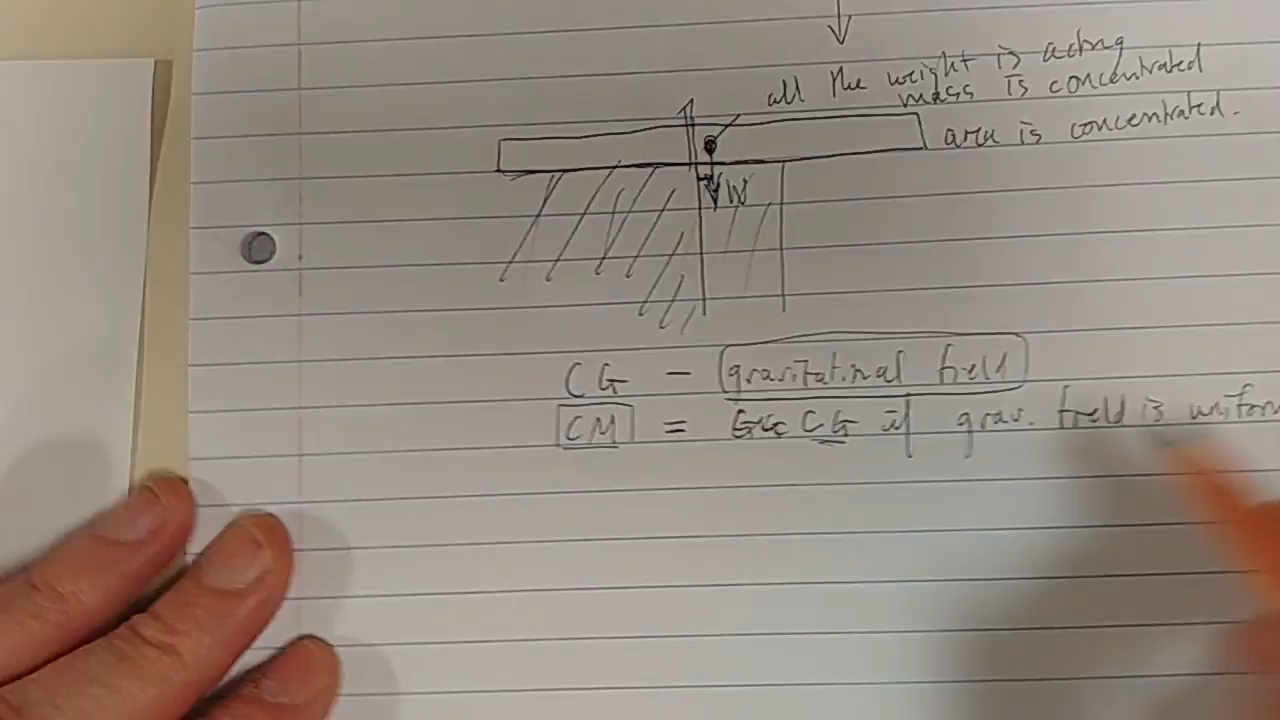 all the weight is acting
mass is concentrated
area is concentrated.
W
CG - gravitational field
CM = CG if grav. field is uniform